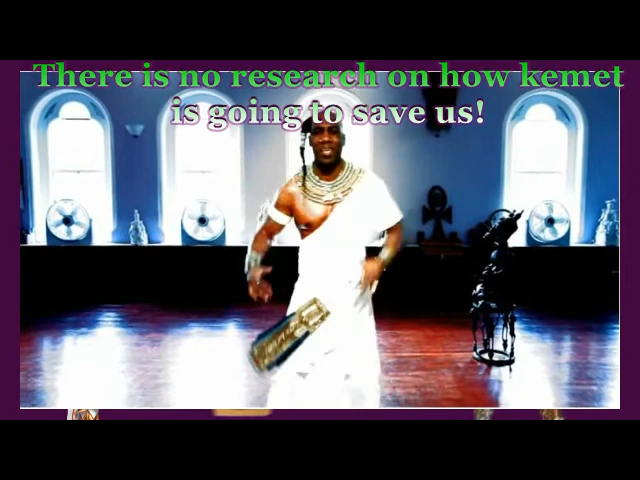 There is no research on how kemet
is going to save us!